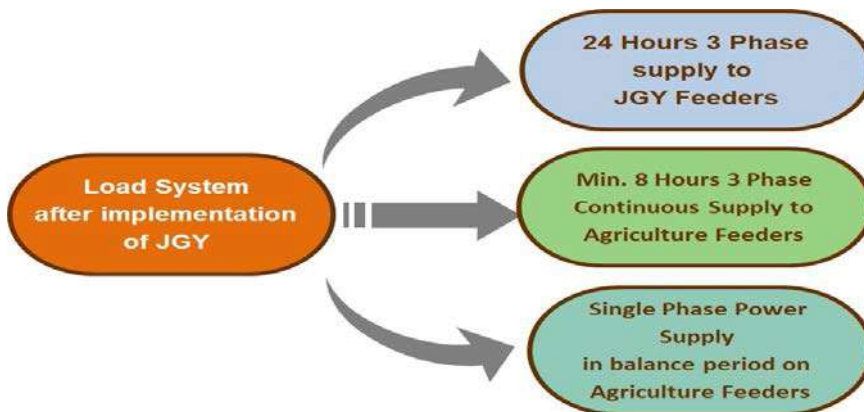 Load System
after implementation
of JGY
24 Hours 3 Phase
supply to
JGY Feeders
Min. 8 Hours 3 Phase
Continuous Supply to
Agriculture Feeders
Single Phase Power
Supply
in balance period on
Agriculture Feeders